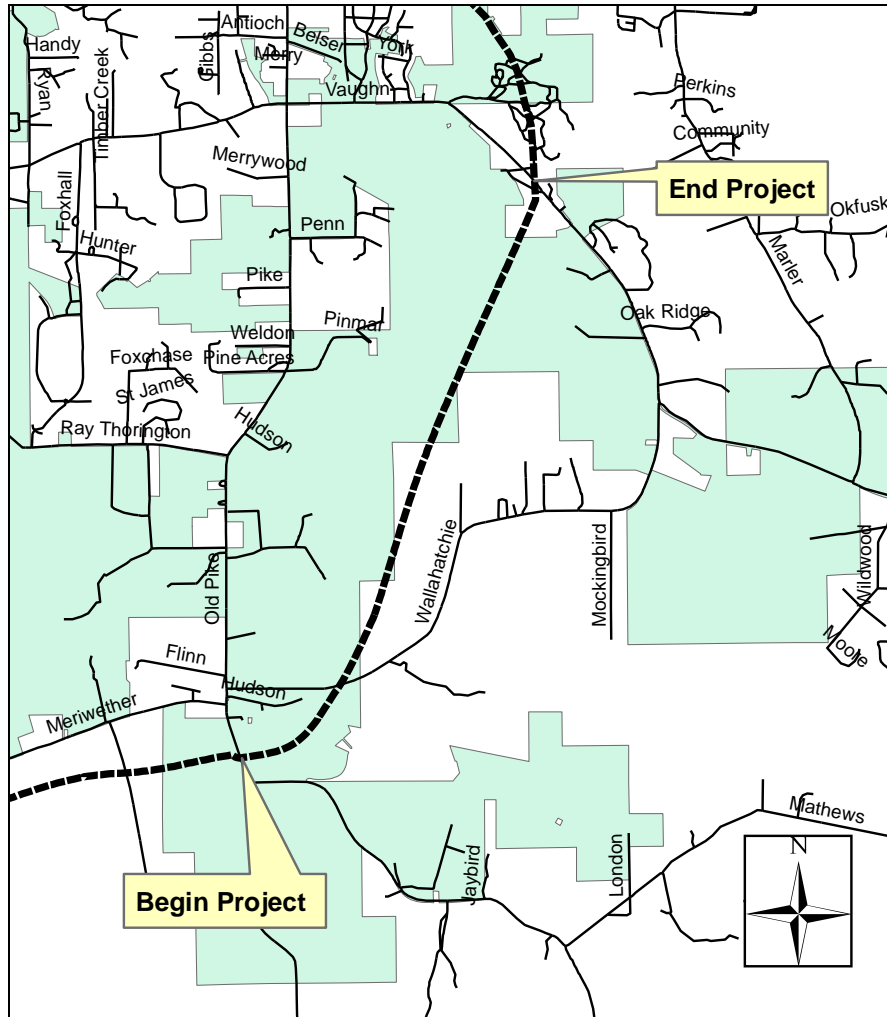 Antioch
Belser
York
Handy
Gibbs
Merry
Ryan
Timber Creek
Vaughn
Perkins
Community
Merrywood
End Project
Foxhall
Penn
Okfusk
Hunter
Marler
Pike
Pinmar
Oak Ridge
Weldon
Foxchase
Pine Acres
St James
Hudson
Ray Thorington
Wallahatchie
Mockingbird
Old Pike
Wildwood
Flinn
Moore
Hudson
Meriwether
Mathews
N
Jaybird
London
Begin Project